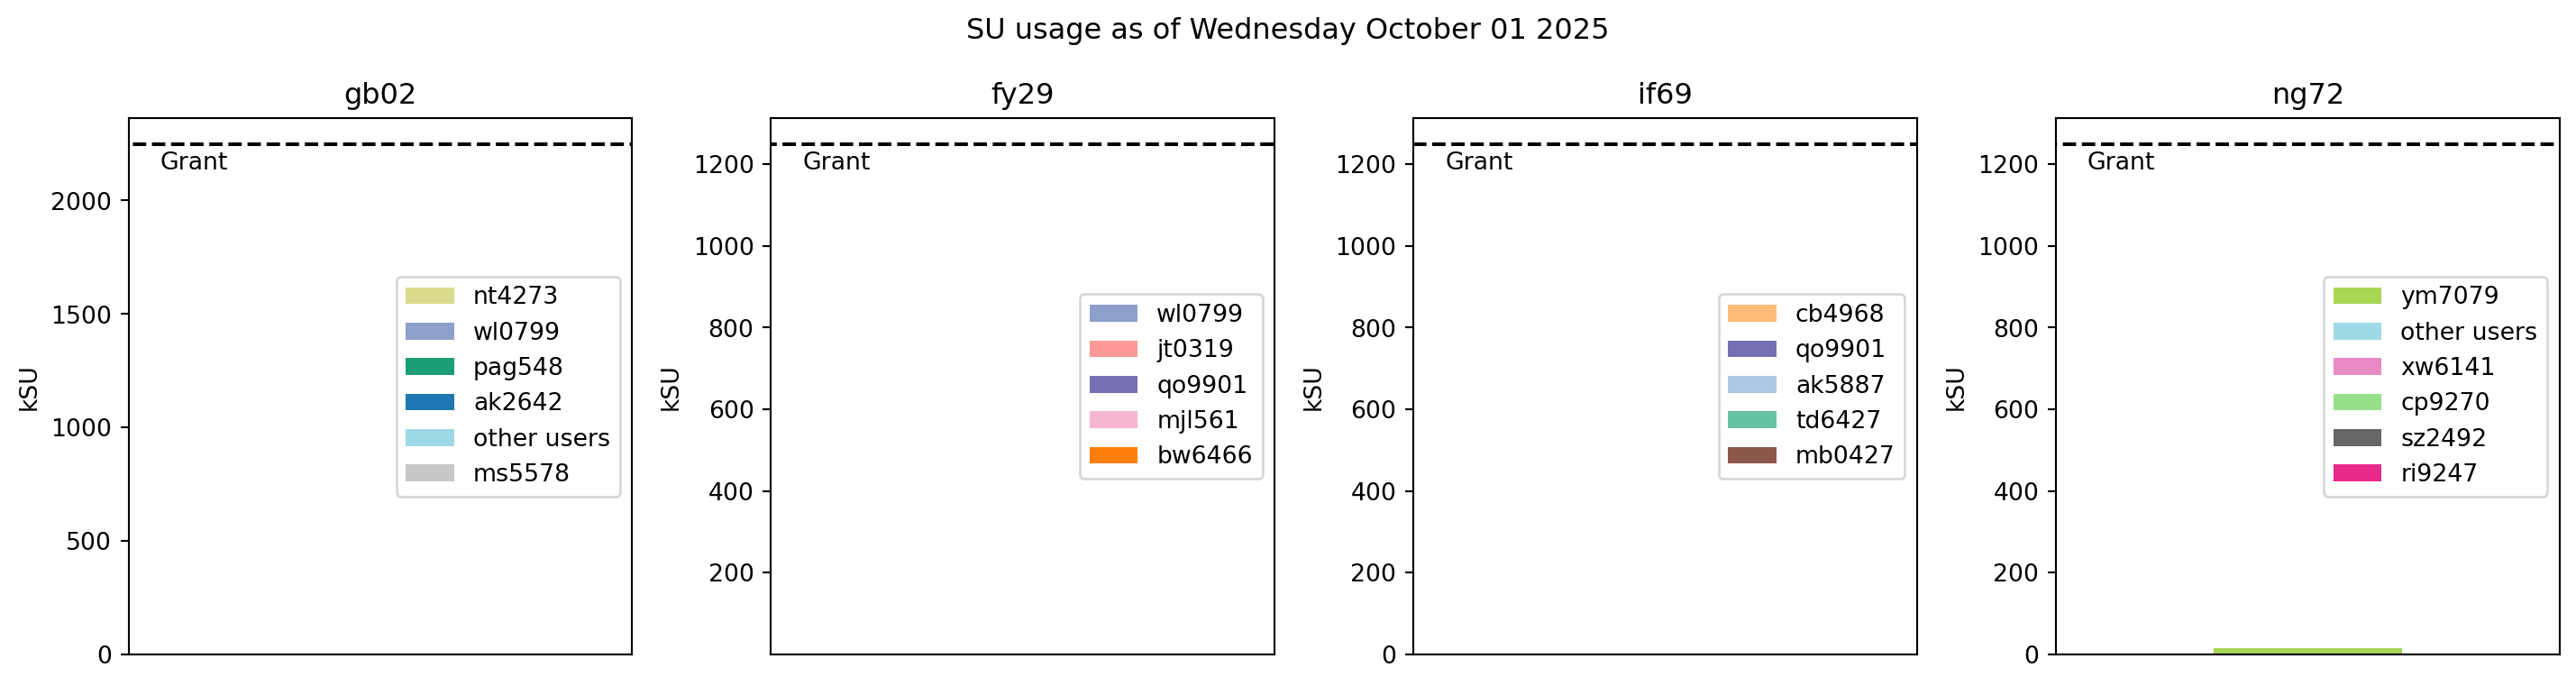 SU usage as of Wednesday October 01 2025
gb02
kSU
2000
1500
1000
500
0
Grant
nt4273
wl0799
pag548
ak2642
other users
ms5578
fy29
kSU
1200
1000
800
600
400
200
Grant
wl0799
jt0319
qo9901
mjl561
bw6466
if69
kSU
1200
1000
800
600
400
200
0
Grant
cb4968
qo9901
ak5887
td6427
mb0427
ng72
kSU
1200
1000
800
600
400
200
0
Grant
ym7079
other users
xw6141
cp9270
sz2492
ri9247